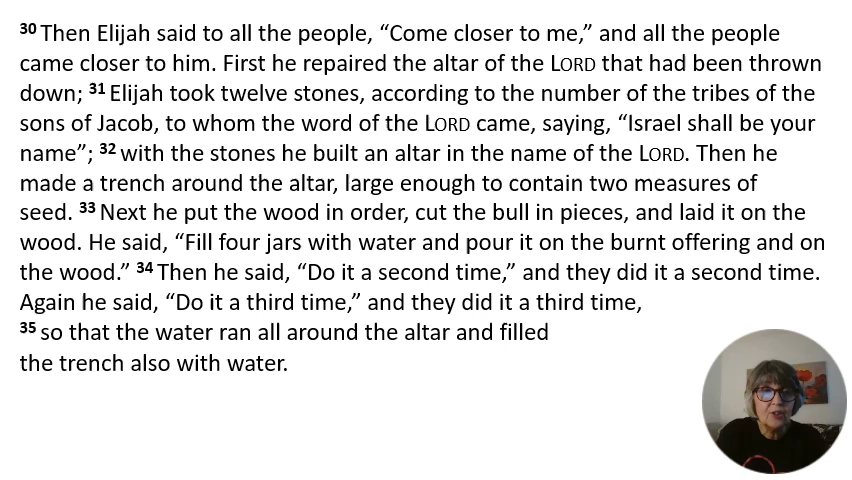 30 Then Elijah said to all the people, “Come closer to me,” and all the people
came closer to him. First he repaired the altar of the LORD that had been thrown
down; 31 Elijah took twelve stones, according to the number of the tribes of the
sons of Jacob, to whom the word of the LORD came, saying, “Israel shall be your
name”; 32 with the stones he built an altar in the name of the LORD. Then he
made a trench around the altar, large enough to contain two measures of
seed. 33 Next he put the wood in order, cut the bull in pieces, and laid it on the
wood. He said, “Fill four jars with water and pour it on the burnt offering and on
the wood.” 34 Then he said, “Do it a second time,” and they did it a second time.
Again he said, “Do it a third time,” and they did it a third time,
35 so that the water ran all around the altar and filled
the trench also with water.